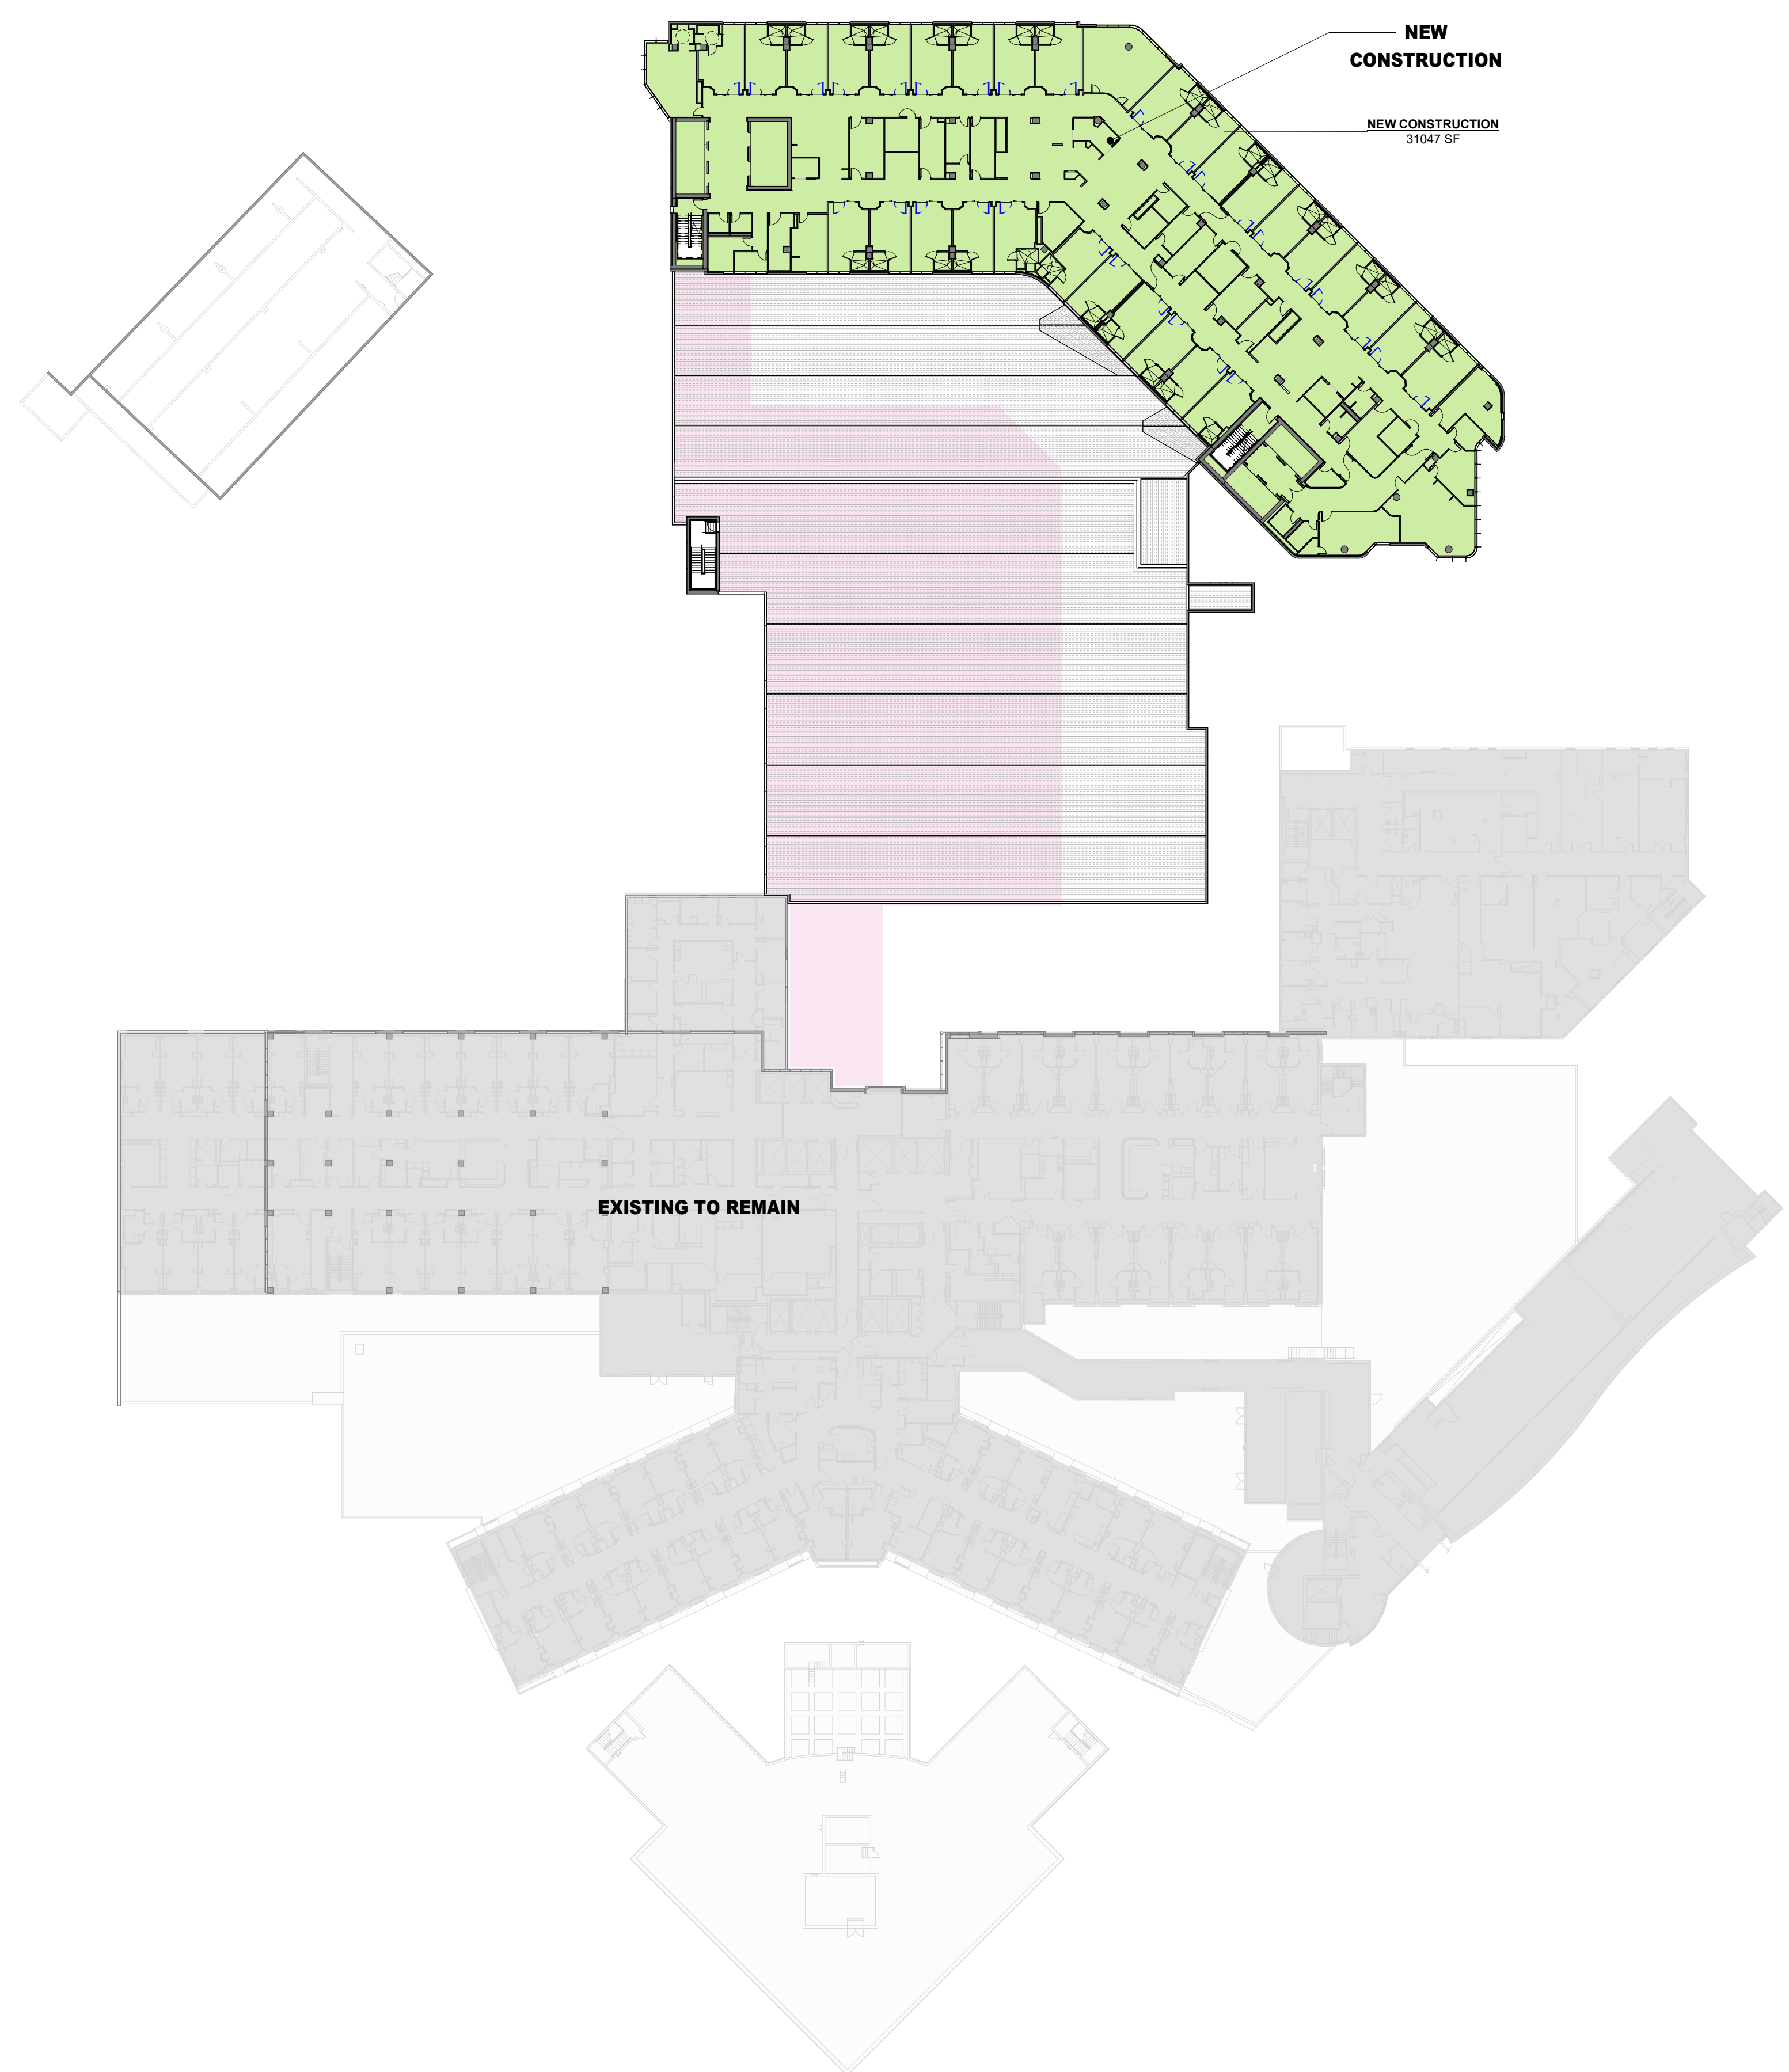 NEW
CONSTRUCTION
NEW CONSTRUCTION
31047 SF
EXISTING TO REMAIN